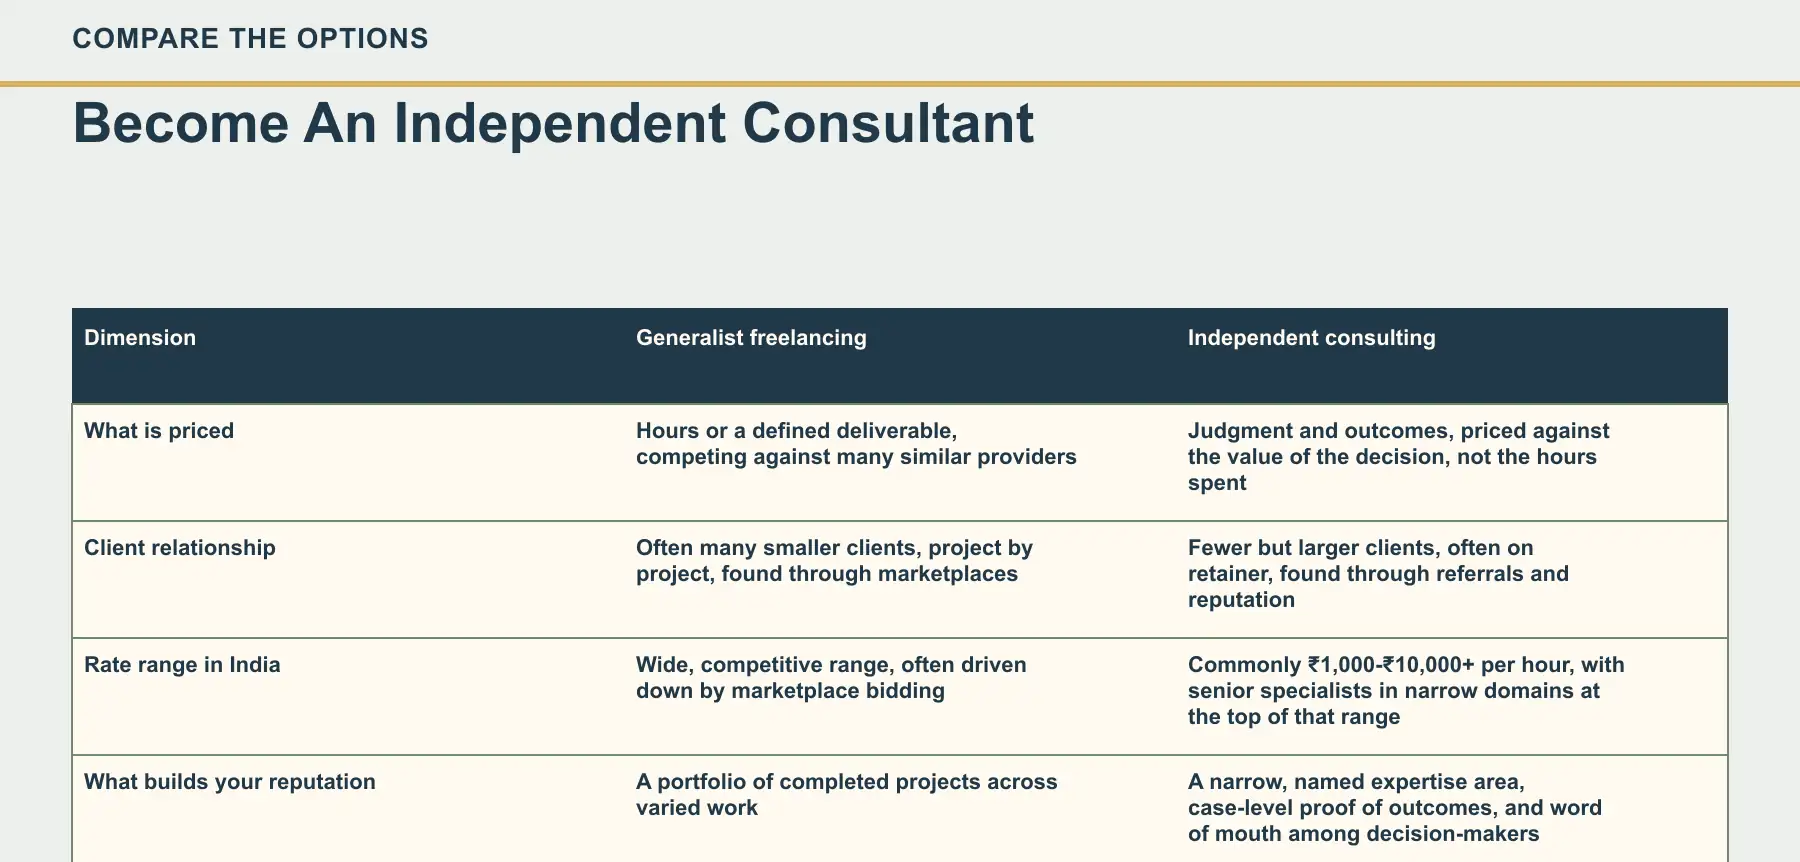 COMPARE THE OPTIONS
Become An Independent Consultant
Dimension
Generalist freelancing
Independent consulting
What is priced
Hours or a defined deliverable,
competing against many similar providers
Judgment and outcomes, priced against
the value of the decision, not the hours
spent
Client relationship
Often many smaller clients, project by
project, found through marketplaces
Fewer but larger clients, often on
retainer, found through referrals and
reputation
Rate range in India
Wide, competitive range, often driven
down by marketplace bidding
Commonly ₹1,000-₹10,000+ per hour, with
senior specialists in narrow domains at
the top of that range
What builds your reputation
A portfolio of completed projects across
varied work
A narrow, named expertise area,
case-level proof of outcomes, and word
of mouth among decision-makers